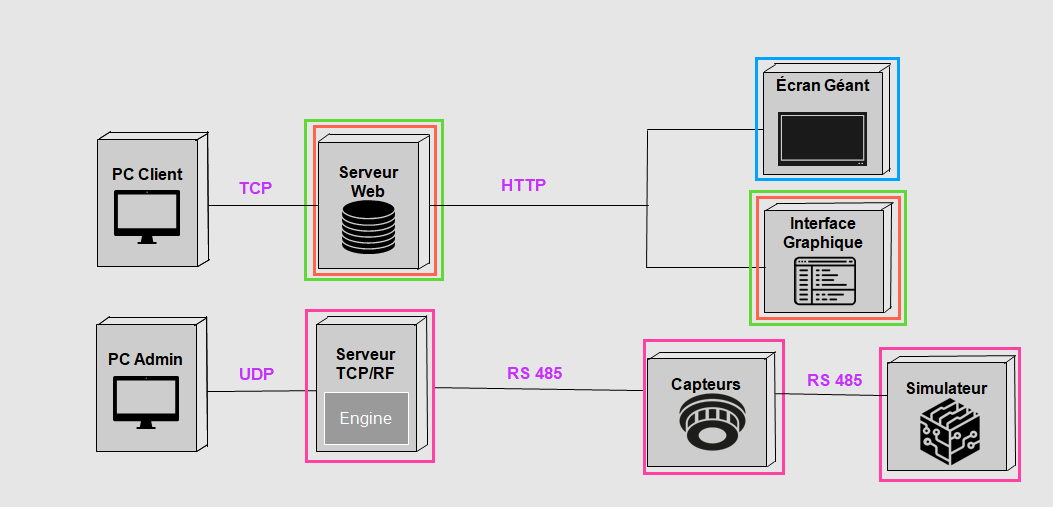 Écran Géant
PC Client
TCP
Serveur
Web
HTTP
Interface
Graphique
PC Admin
UDP
Serveur
TCP/RF
Engine
RS 485
Capteurs
RS 485
Simulateur